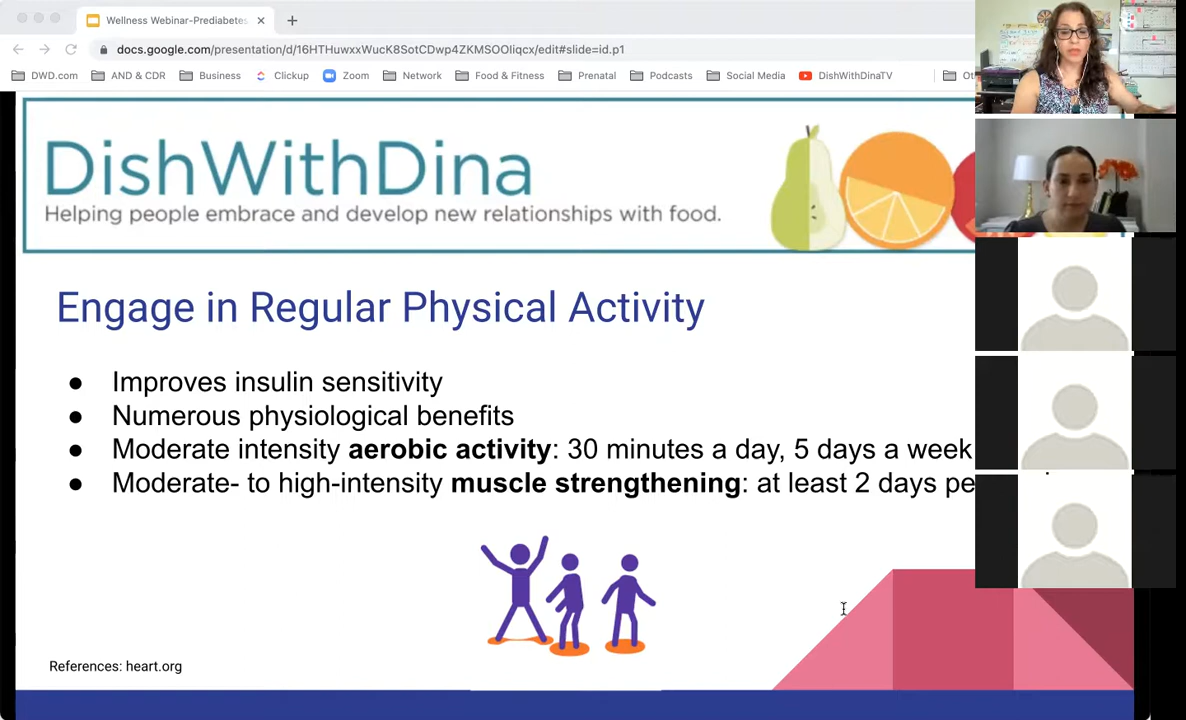 Wellness Webinar-Prediabetes
docs.google.com/presentation/d/16HTHuwxxWucK8SotCDwp4ZKMSOOliqcx/edit#slide=id.p1
DWD.com AND & CDR Business Clickup Zoom Network Food & Fitness Prenatal Podcasts Social Media DishWithDinaTV
DishWithDina
Helping people embrace and develop new relationships with food.
Engage in Regular Physical Activity
● Improves insulin sensitivity
● Numerous physiological benefits
● Moderate intensity aerobic activity: 30 minutes a day, 5 days a week
● Moderate- to high-intensity muscle strengthening: at least 2 days pe
References: heart.org